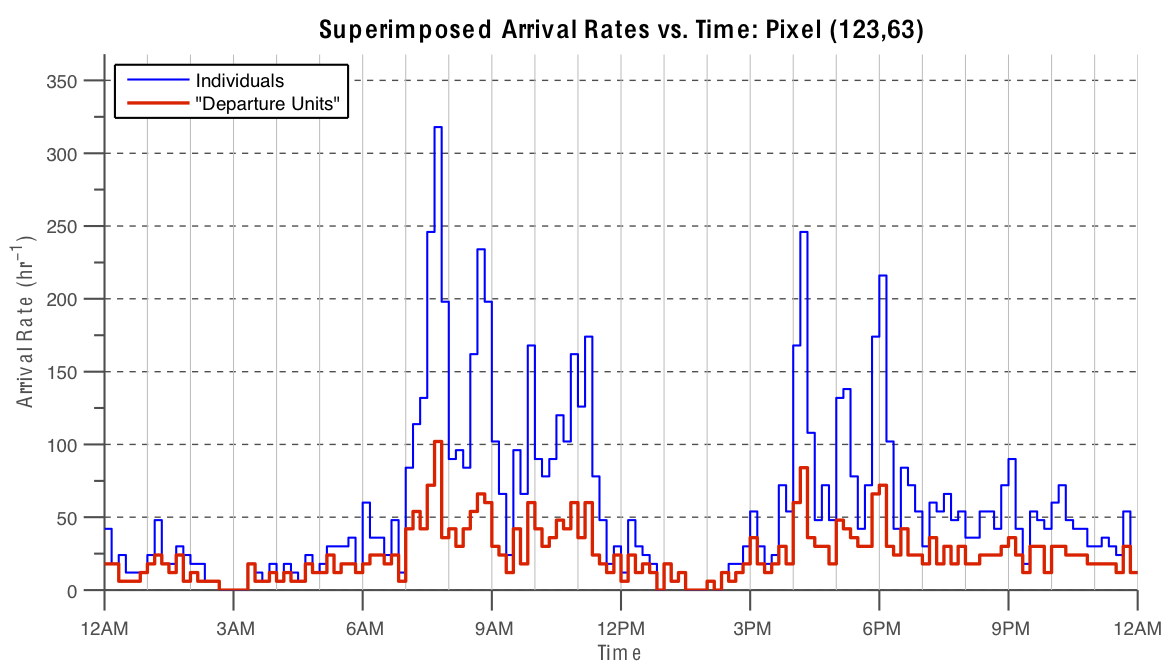 Superimposed Arrival Rates vs. Time: Pixel (123,63)
Individuals
"Departure Units"
350
300
250
200
150
100
50
0
Arrival Rate (hr⁻¹)
12AM 3AM 6AM 9AM 12PM 3PM 6PM 9PM 12AM
Time